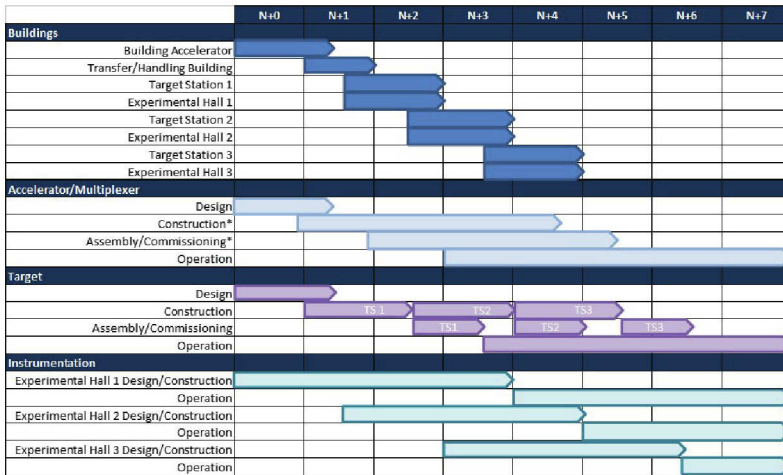 N+0 N+1 N+2 N+3 N+4 N+5 N+6 N+7
Buildings
Building Accelerator
Transfer/Handling Building
Target Station 1
Experimental Hall 1
Target Station 2
Experimental Hall 2
Target Station 3
Experimental Hall 3
Accelerator/Multiplexer
Design
Construction*
Assembly/Commissioning*
Operation
Target
Design
Construction TS 1 TS2 TS3
Assembly/Commissioning TS1 TS2 TS3
Operation
Instrumentation
Experimental Hall 1 Design/Construction
Operation
Experimental Hall 2 Design/Construction
Operation
Experimental Hall 3 Design/Construction
Operation